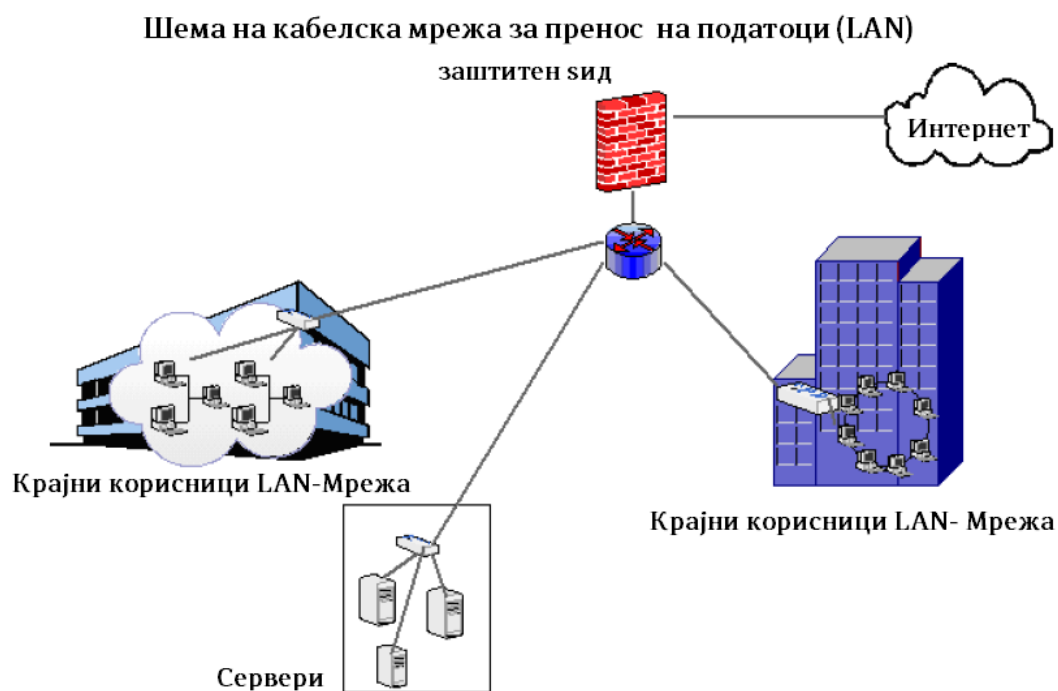 Шема на кабелска мрежа за пренос на податоци (LAN)
заштитен ѕид
Интернет
Крајни корисници LAN-Мрежа
Крајни корисници LAN- Мрежа
Сервери